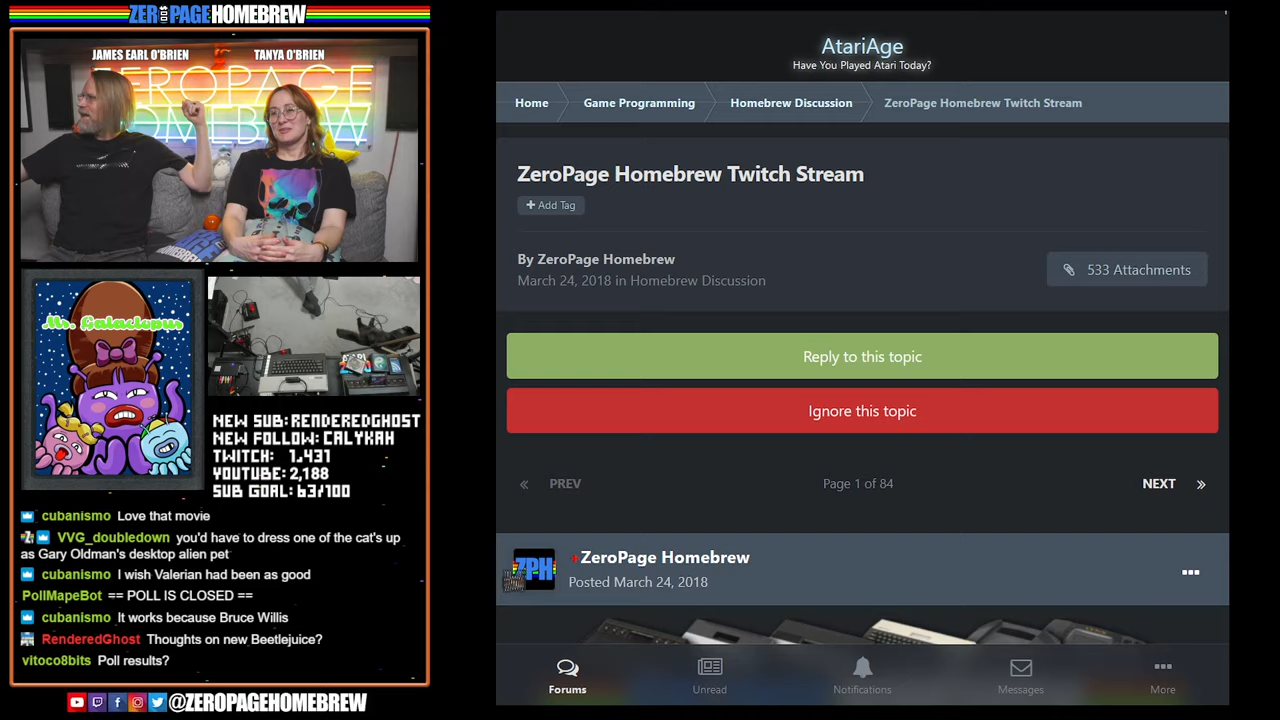 ZEROPAGEHOMEBREW
JAMES EARL O'BRIEN
TANYA O'BRIEN
ZEROPAGE
HOMEBREW
Ms. Galactopus
NEW SUB:RENDEREDGHOST
NEW FOLLOW:CALYKAH
TWITCH: 1,431
YOUTUBE: 2,188
SUB GOAL: 63/100
cubanismo Love that movie
VVG_doubledown you'd have to dress one of the cat's up
as Gary Oldman's desktop alien pet
cubanismo I wish Valerian had been as good
PollMapeBot == POLL IS CLOSED ==
cubanismo It works because Bruce Willis
RenderedGhost Thoughts on new Beetlejuice?
vitoco8bits Poll results?
@ZEROPAGEHOMEBREW
AtariAge
Have You Played Atari Today?
Home
Game Programming
Homebrew Discussion
ZeroPage Homebrew Twitch Stream
ZeroPage Homebrew Twitch Stream
+ Add Tag
By ZeroPage Homebrew
March 24, 2018 in Homebrew Discussion
533 Attachments
Reply to this topic
Ignore this topic
« PREV
Page 1 of 84
NEXT »
ZPH
+ZeroPage Homebrew
Posted March 24, 2018
Forums
Unread
Notifications
Messages
More